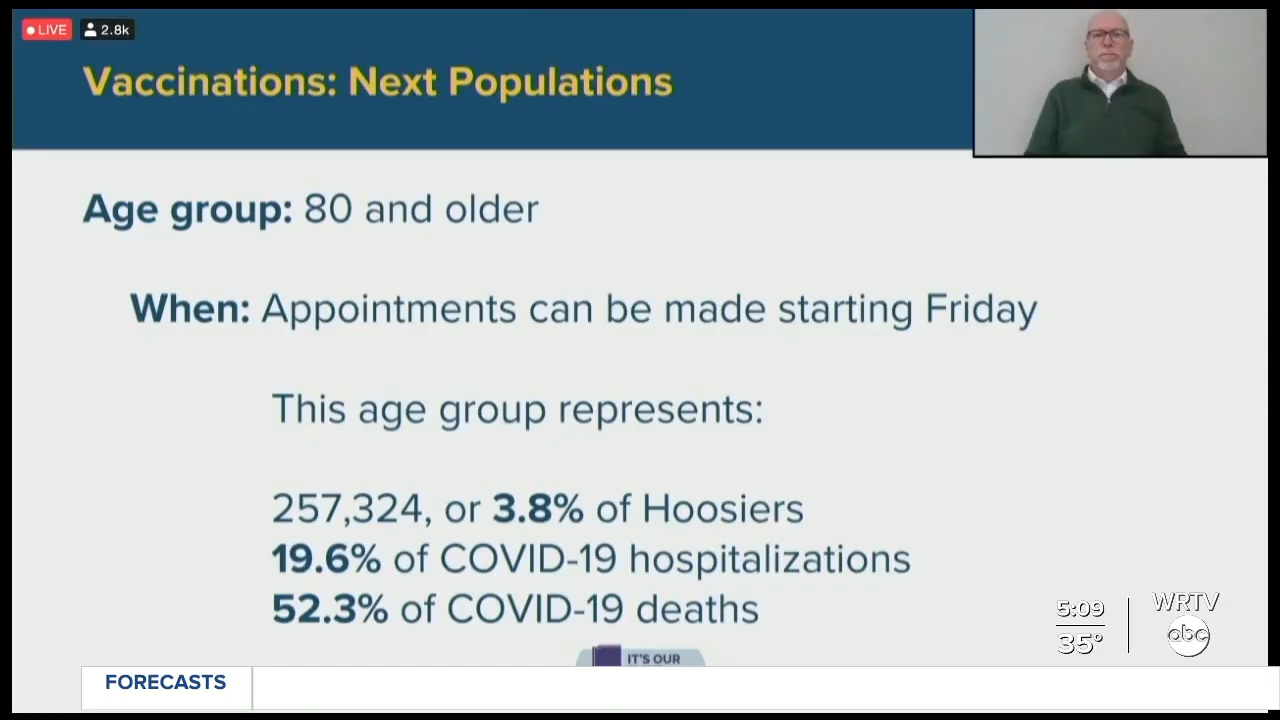 LIVE
2.8k
Vaccinations: Next Populations
Age group: 80 and older
When: Appointments can be made starting Friday
This age group represents:
257,324, or 3.8% of Hoosiers
19.6% of COVID-19 hospitalizations
52.3% of COVID-19 deaths
5:09
35°
WRTV
abc
IT'S OUR
FORECASTS